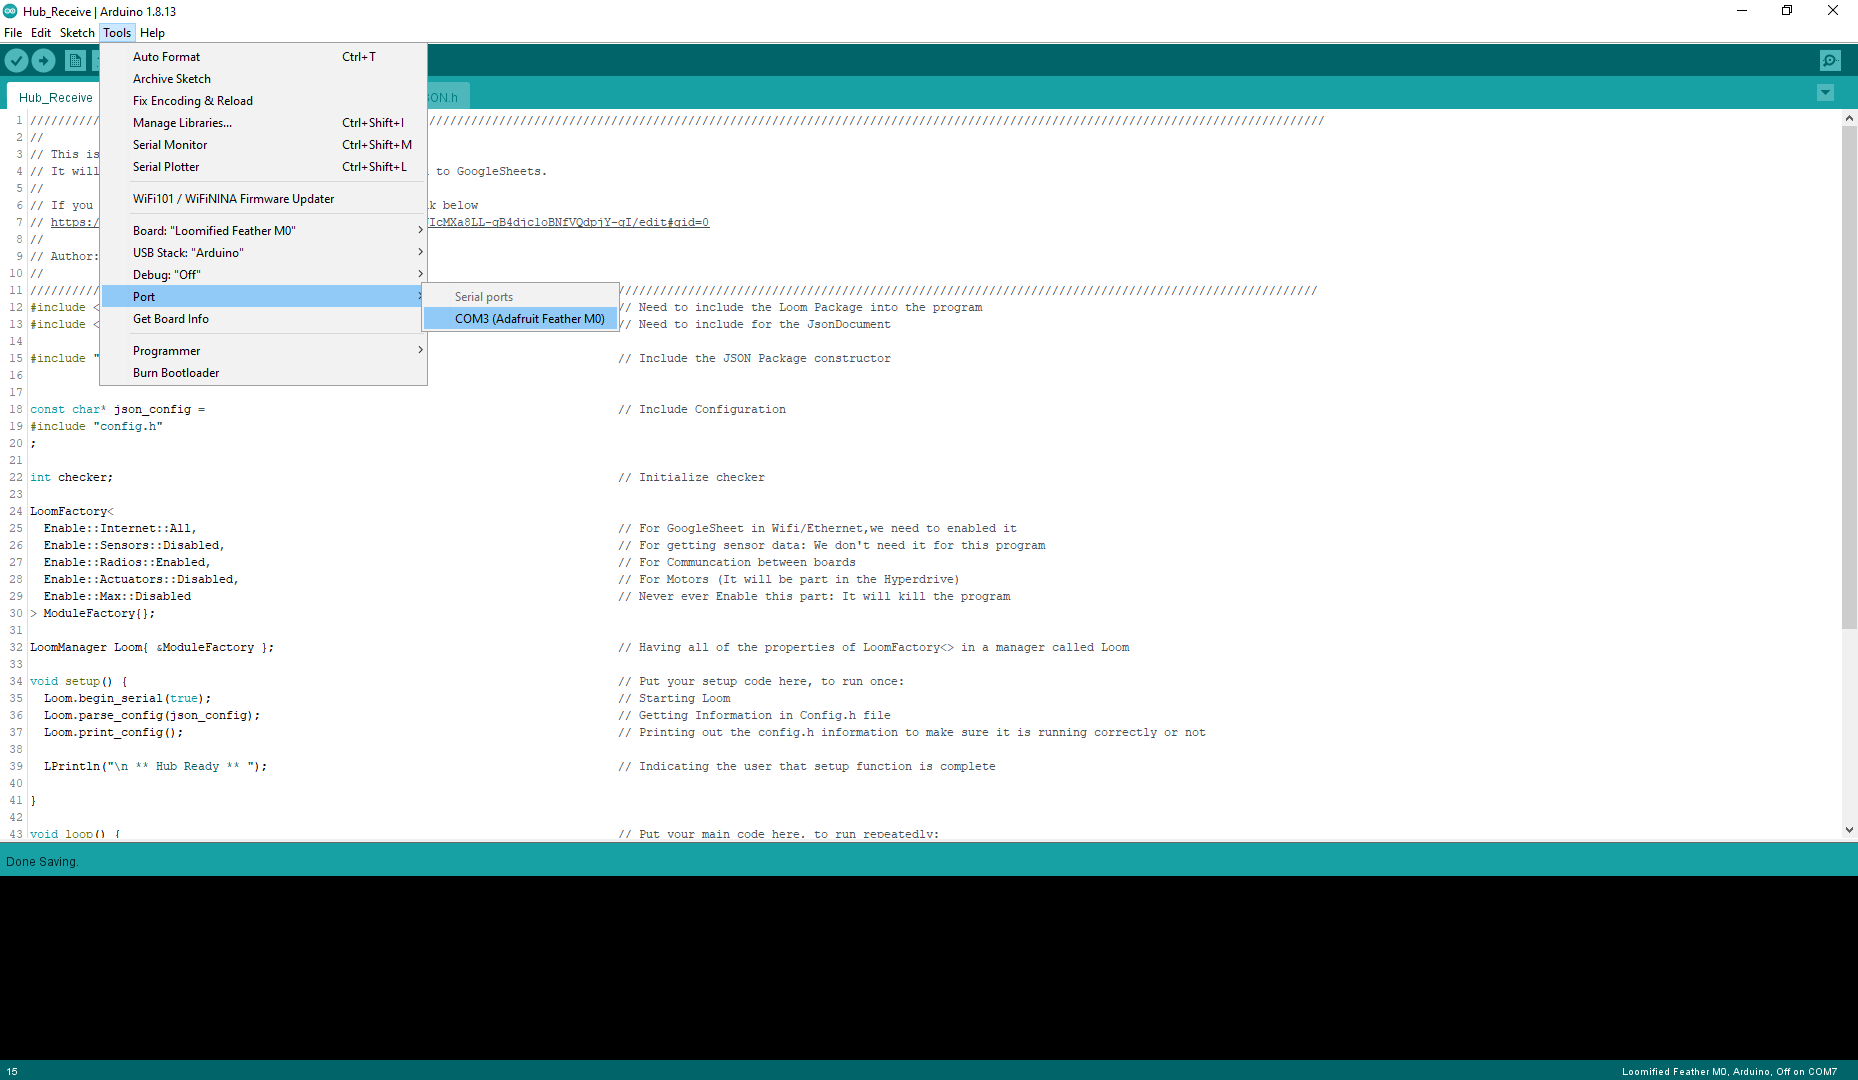 Hub_Receive | Arduino 1.8.13
File Edit Sketch Tools Help
Auto Format Ctrl+T
Archive Sketch
Fix Encoding & Reload
Manage Libraries... Ctrl+Shift+I
Serial Monitor Ctrl+Shift+M
Serial Plotter Ctrl+Shift+L
WiFi101 / WiFiNINA Firmware Updater
Board: "Loomified Feather M0"
USB Stack: "Arduino"
Debug: "Off"
Port
Get Board Info
Programmer
Burn Bootloader
Serial ports
COM3 (Adafruit Feather M0)
Hub_Receive ON.h
1 //////////
2 //
3 // This is
4 // It will to GoogleSheets.
5 //
6 // If you k below
7 // https:/ IcMXa8LL-qB4djcloBNfVQdpjY-qI/edit#gid=0
8 //
9 // Author:
10 //
11 //////////
12 #include < // Need to include the Loom Package into the program
13 #include < // Need to include for the JsonDocument
14
15 #include " // Include the JSON Package constructor
16
17
18 const char* json_config = // Include Configuration
19 #include "config.h"
20 ;
21
22 int checker; // Initialize checker
23
24 LoomFactory<
25 Enable::Internet::All, // For GoogleSheet in Wifi/Ethernet,we need to enabled it
26 Enable::Sensors::Disabled, // For getting sensor data: We don't need it for this program
27 Enable::Radios::Enabled, // For Communcation between boards
28 Enable::Actuators::Disabled, // For Motors (It will be part in the Hyperdrive)
29 Enable::Max::Disabled // Never ever Enable this part: It will kill the program
30 > ModuleFactory{};
31
32 LoomManager Loom{ &ModuleFactory }; // Having all of the properties of LoomFactory<> in a manager called Loom
33
34 void setup() { // Put your setup code here, to run once:
35 Loom.begin_serial(true); // Starting Loom
36 Loom.parse_config(json_config); // Getting Information in Config.h file
37 Loom.print_config(); // Printing out the config.h information to make sure it is running correctly or not
38
39 LPrintln("\n ** Hub Ready ** "); // Indicating the user that setup function is complete
40
41 }
42
43 void loop() { // Put your main code here, to run repeatedly:
Done Saving.
15 Loomified Feather M0, Arduino, Off on COM7